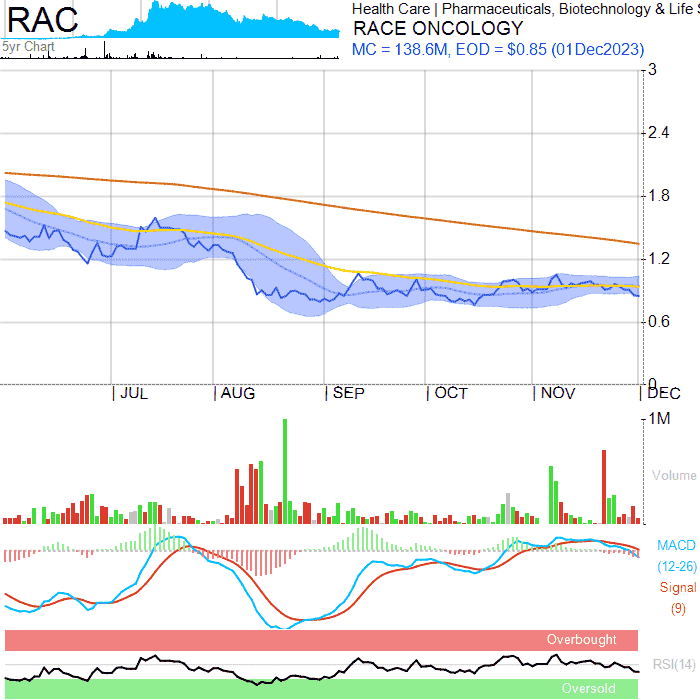 RAC
5yr Chart
Health Care | Pharmaceuticals, Biotechnology & Life S
RACE ONCOLOGY
MC = 138.6M, EOD = $0.85 (01Dec2023)
3
2.4
1.8
1.2
0.6
0
JUL
AUG
SEP
OCT
NOV
DEC
1M
Volume
MACD
(12-26)
Signal
(9)
Overbought
RSI(14)
Oversold